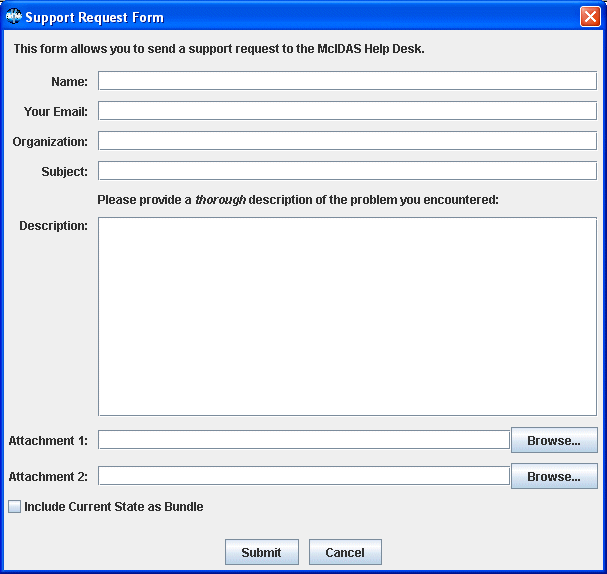 Support Request Form
This form allows you to send a support request to the McIDAS Help Desk.
Name:
Your Email:
Organization:
Subject:
Please provide a thorough description of the problem you encountered:
Description:
Attachment 1: Browse...
Attachment 2: Browse...
Include Current State as Bundle
Submit Cancel